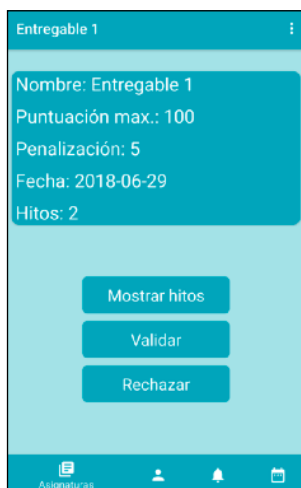 Entregable 1
Nombre: Entregable 1
Puntuación max.: 100
Penalización: 5
Fecha: 2018-06-29
Hitos: 2
Mostrar hitos
Validar
Rechazar
Asignaturas